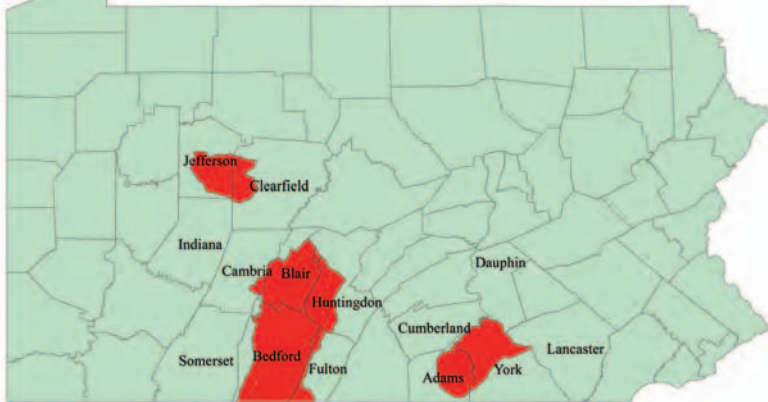 Jefferson
Clearfield
Indiana
Cambria
Blair
Dauphin
Huntingdon
Cumberland
Somerset
Bedford
Fulton
Lancaster
Adams
York